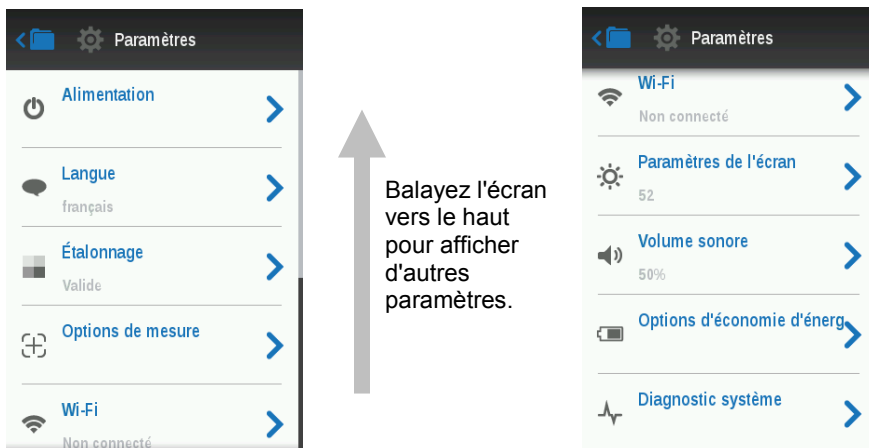 Paramètres
Alimentation
Langue
français
Étalonnage
Valide
Options de mesure
Wi-Fi
Non connecté
Balayez l'écran
vers le haut
pour afficher
d'autres
paramètres.
Paramètres
Wi-Fi
Non connecté
Paramètres de l'écran
52
Volume sonore
50%
Options d'économie d'énerg
Diagnostic système